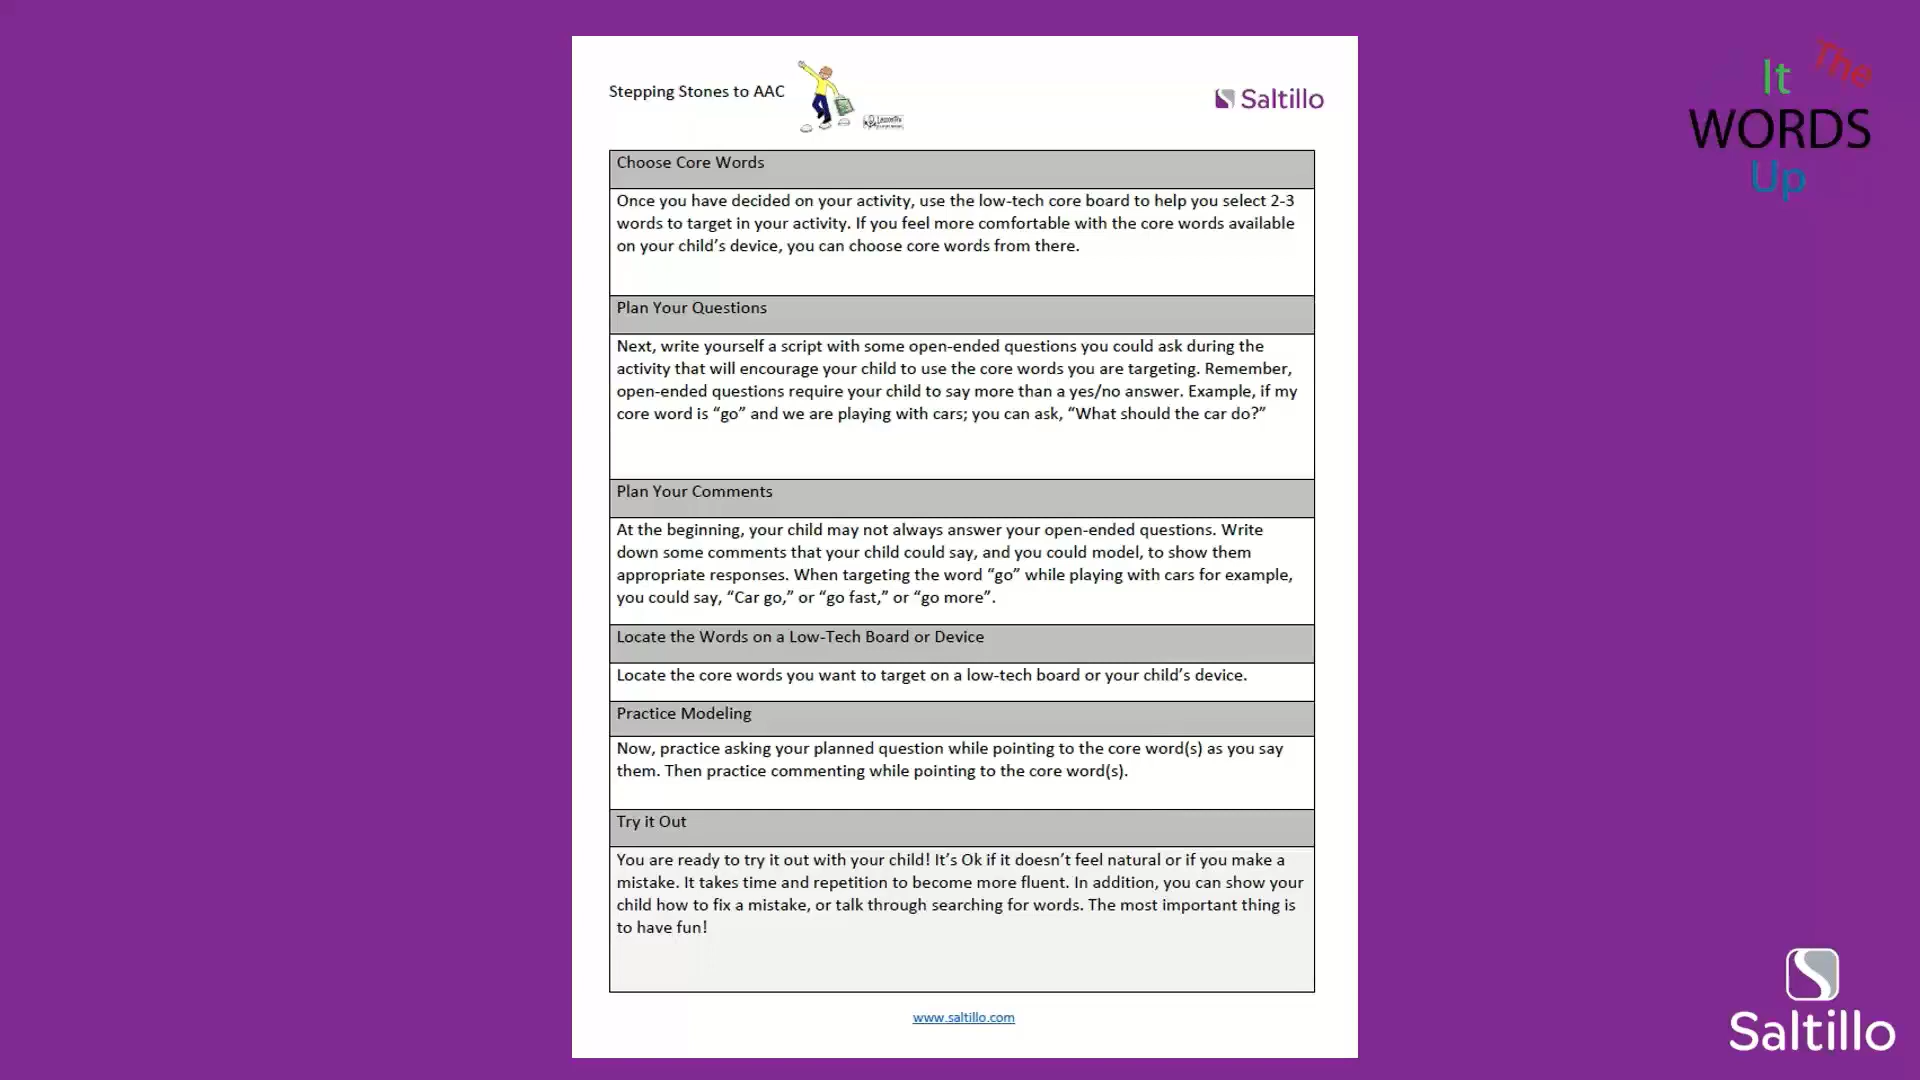 Stepping Stones to AAC
Saltillo
The
It
WORDS
Up
Choose Core Words
Once you have decided on your activity, use the low-tech core board to help you select 2-3
words to target in your activity. If you feel more comfortable with the core words available
on your child's device, you can choose core words from there.
Plan Your Questions
Next, write yourself a script with some open-ended questions you could ask during the
activity that will encourage your child to use the core words you are targeting. Remember,
open-ended questions require your child to say more than a yes/no answer. Example, if my
core word is “go” and we are playing with cars; you can ask, “What should the car do?”
Plan Your Comments
At the beginning, your child may not always answer your open-ended questions. Write
down some comments that your child could say, and you could model, to show them
appropriate responses. When targeting the word “go” while playing with cars for example,
you could say, “Car go,” or “go fast,” or “go more”.
Locate the Words on a Low-Tech Board or Device
Locate the core words you want to target on a low-tech board or your child's device.
Practice Modeling
Now, practice asking your planned question while pointing to the core word(s) as you say
them. Then practice commenting while pointing to the core word(s).
Try it Out
You are ready to try it out with your child! It's Ok if it doesn't feel natural or if you make a
mistake. It takes time and repetition to become more fluent. In addition, you can show your
child how to fix a mistake, or talk through searching for words. The most important thing is
to have fun!
www.saltillo.com
Saltillo